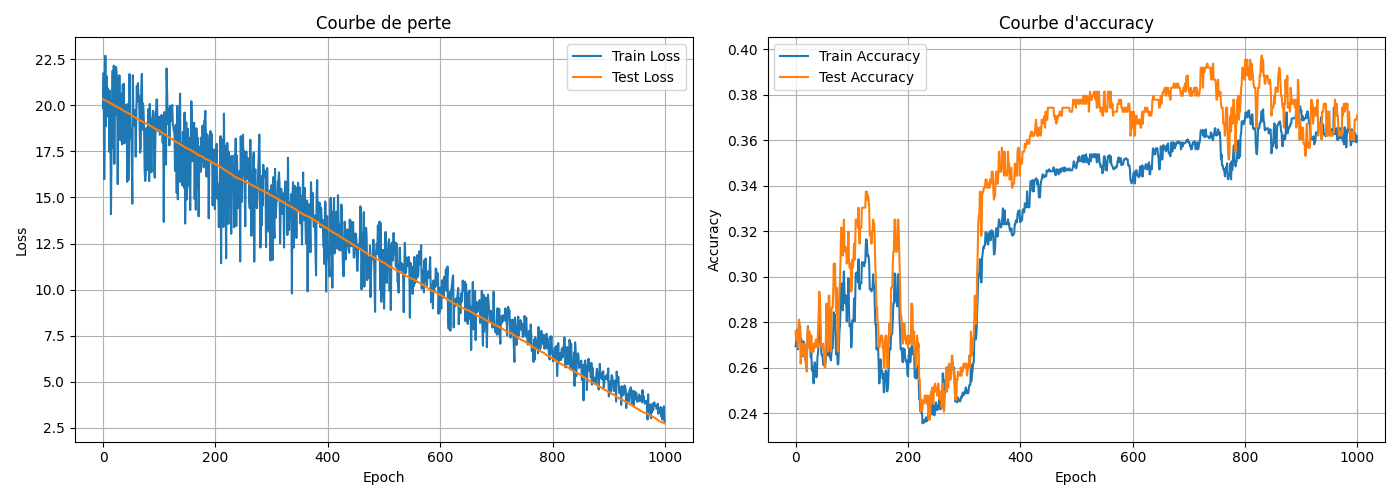 Courbe de perte
22.5
20.0
17.5
15.0
12.5
10.0
7.5
5.0
2.5
Loss
0 200 400 600 800 1000
Epoch
Train Loss
Test Loss
Courbe d'accuracy
0.40
0.38
0.36
0.34
0.32
0.30
0.28
0.26
0.24
Accuracy
0 200 400 600 800 1000
Epoch
Train Accuracy
Test Accuracy